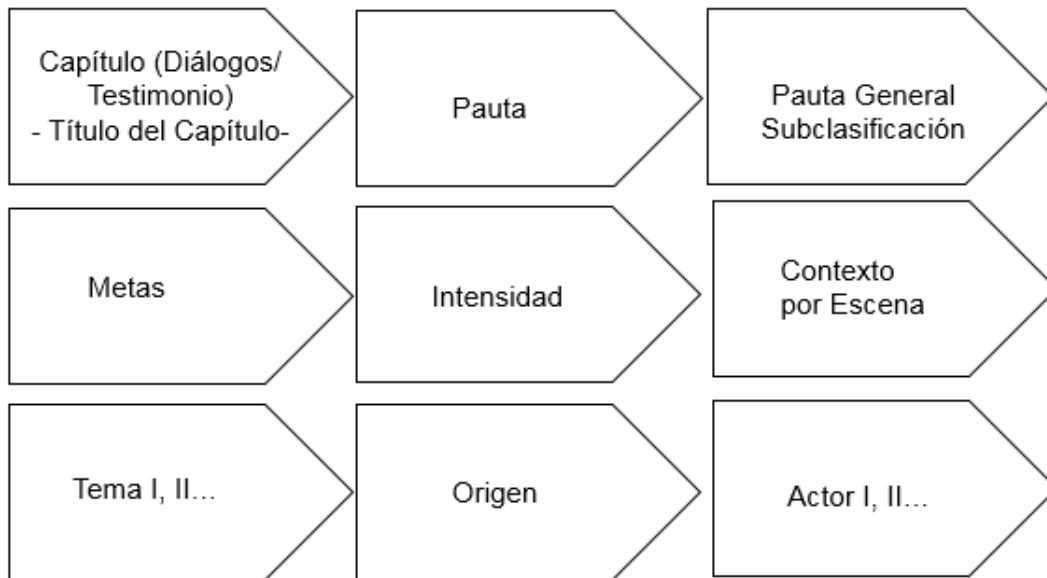 Capítulo (Diálogos/
Testimonio)
- Título del Capítulo-
Pauta
Pauta General
Subclasificación
Metas
Intensidad
Contexto
por Escena
Tema I, II...
Origen
Actor I, II...